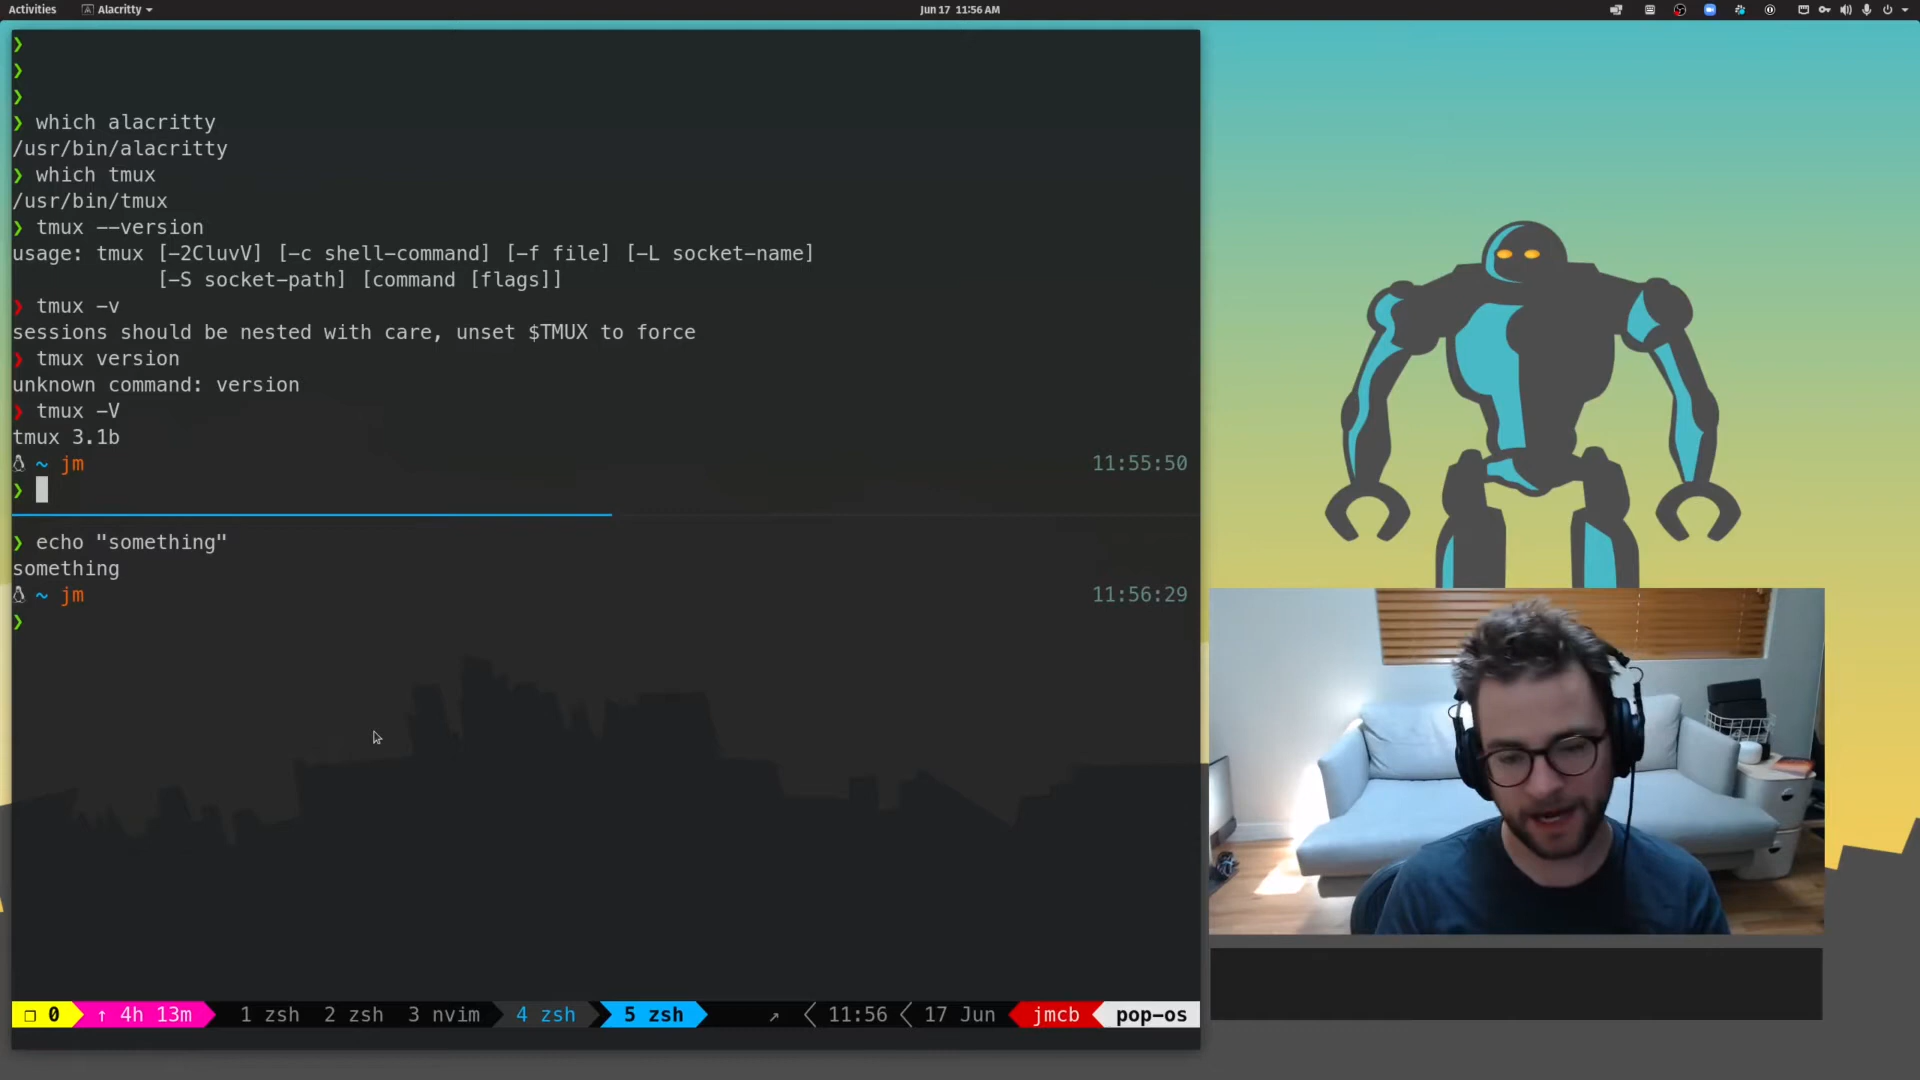 Activities Alacritty Jun 17 11:56 AM
❯
❯
❯
❯ which alacritty
/usr/bin/alacritty
❯ which tmux
/usr/bin/tmux
❯ tmux --version
usage: tmux [-2CluvV] [-c shell-command] [-f file] [-L socket-name]
[-S socket-path] [command [flags]]
❯ tmux -v
sessions should be nested with care, unset $TMUX to force
❯ tmux version
unknown command: version
❯ tmux -V
tmux 3.1b
~ jm 11:55:50
❯
❯ echo "something"
something
~ jm 11:56:29
❯
❐ 0 ↑ 4h 13m 1 zsh 2 zsh 3 nvim 4 zsh 5 zsh ↗ 11:56 17 Jun jmcb pop-os